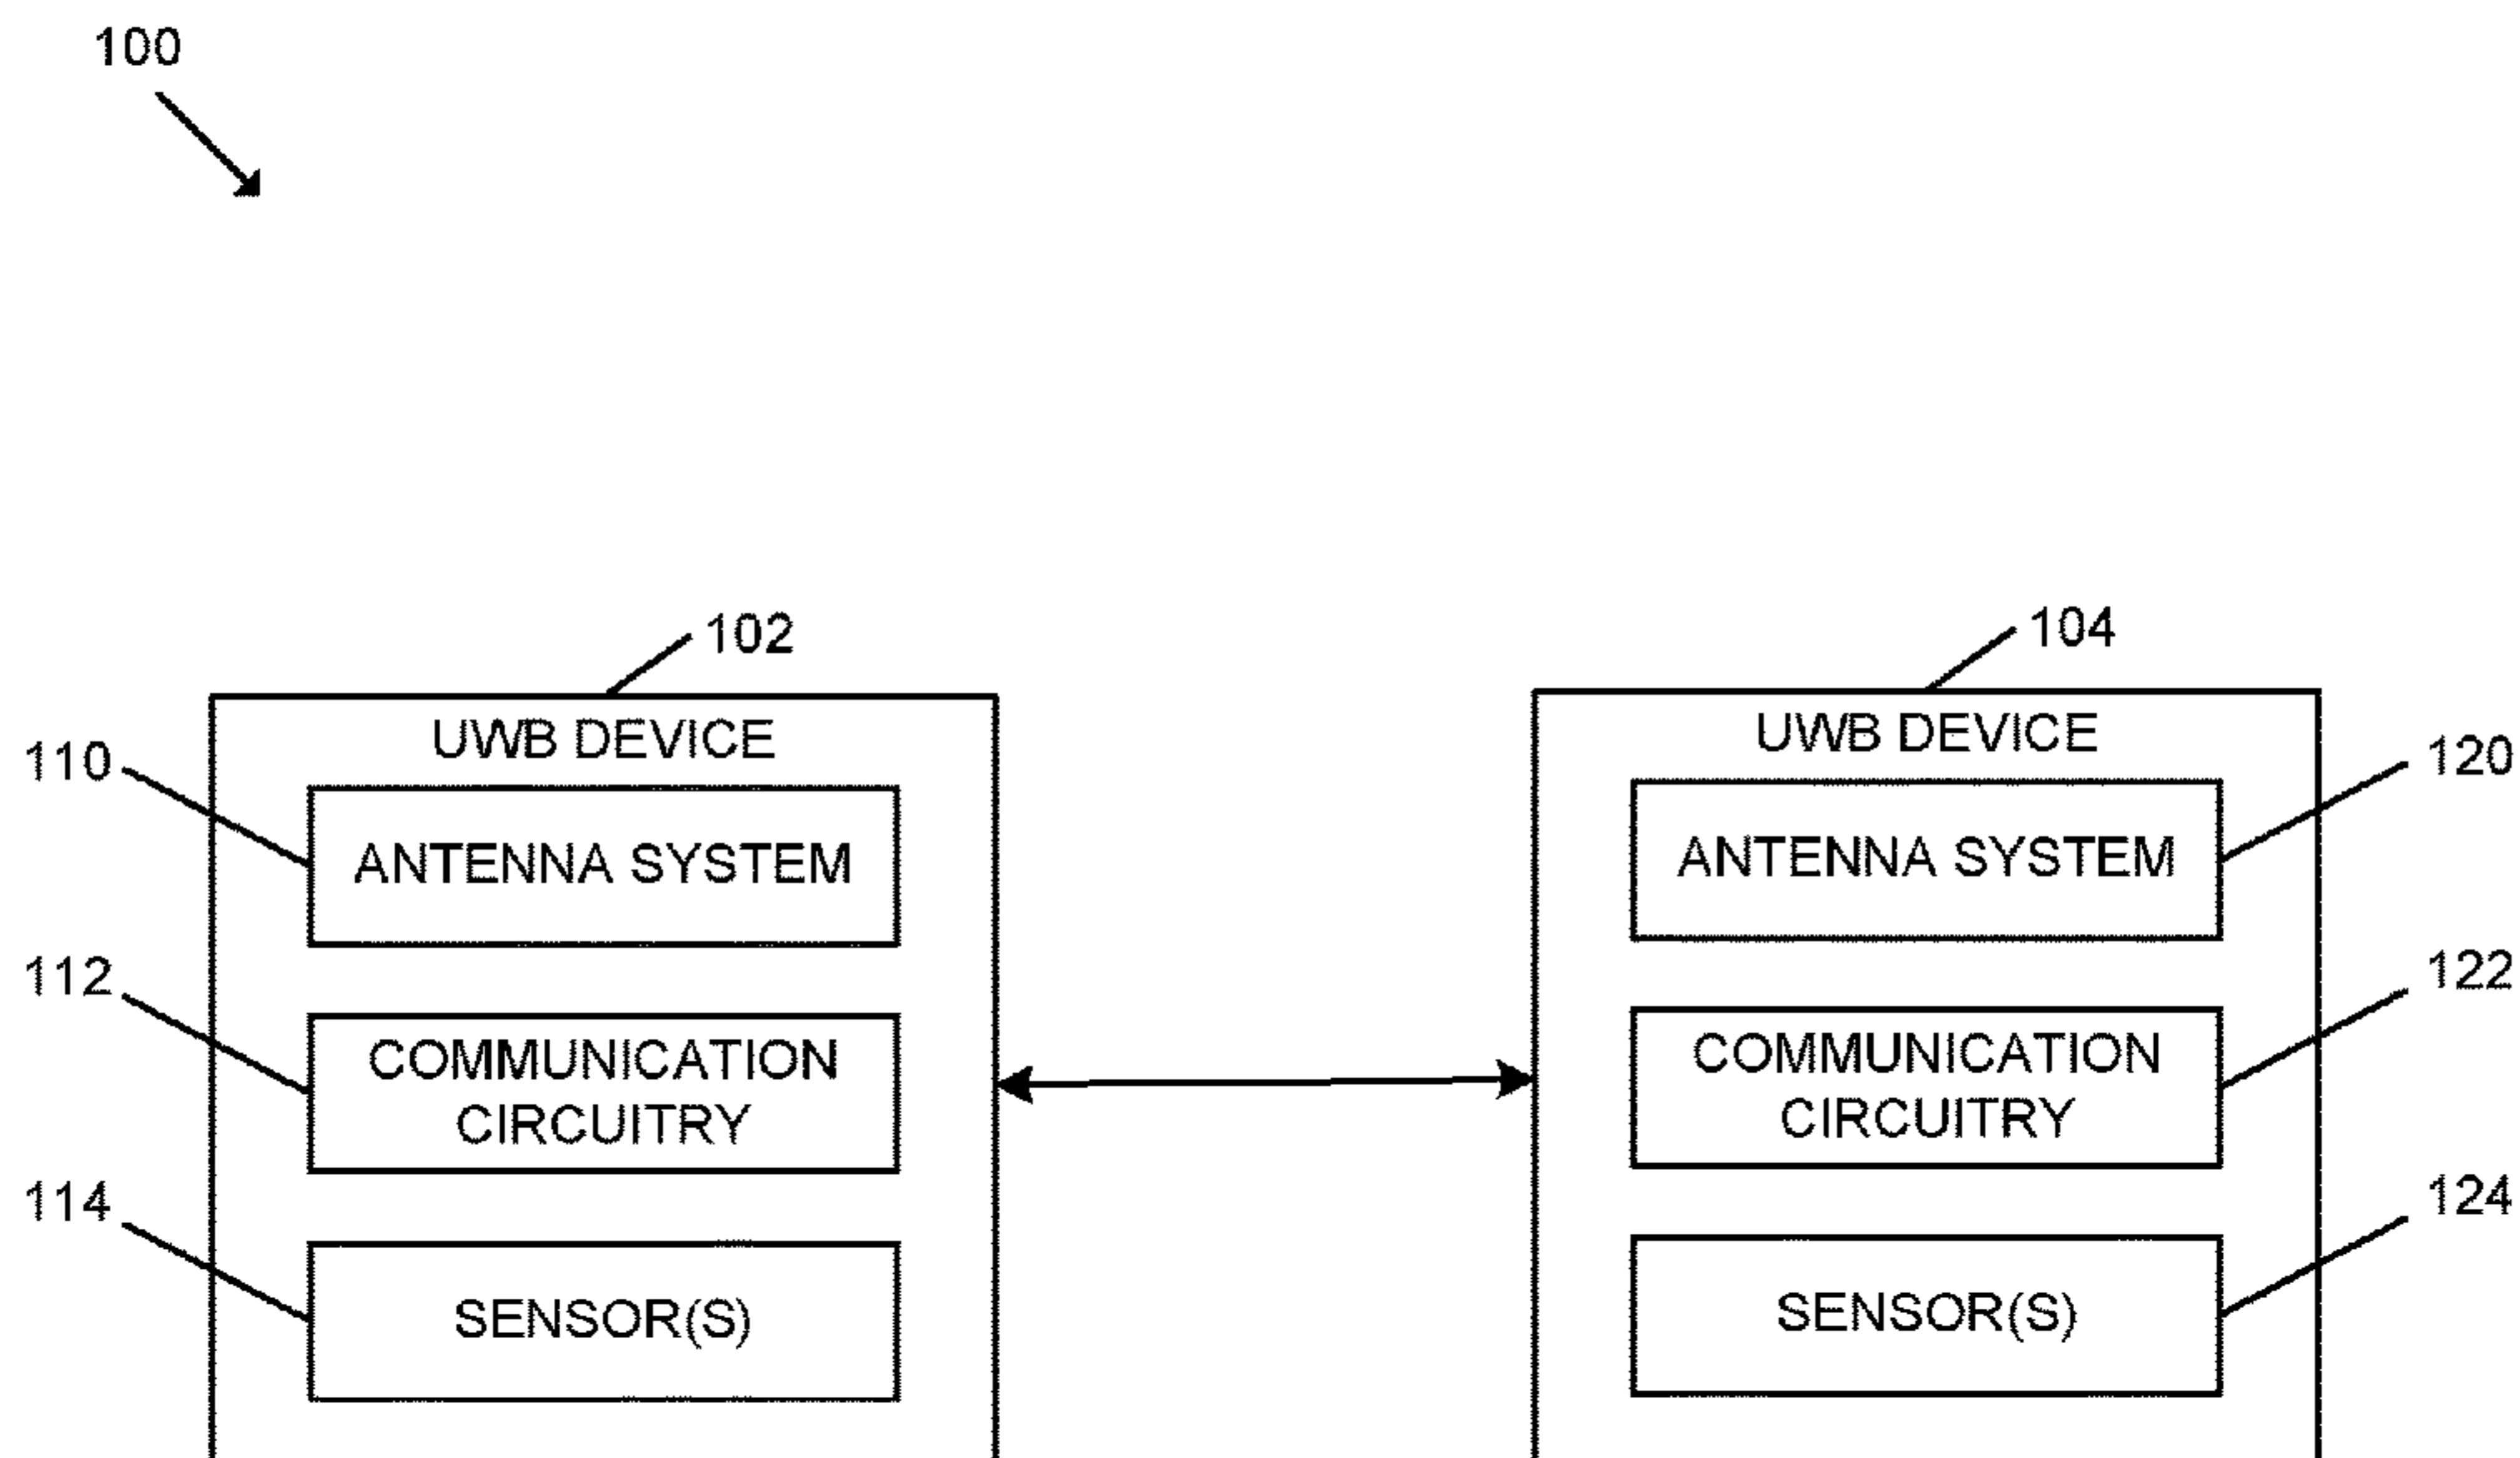 100
102
104
UWB DEVICE
UWB DEVICE
110
120
ANTENNA SYSTEM
ANTENNA SYSTEM
112
122
COMMUNICATION
CIRCUITRY
COMMUNICATION
CIRCUITRY
114
124
SENSOR(S)
SENSOR(S)